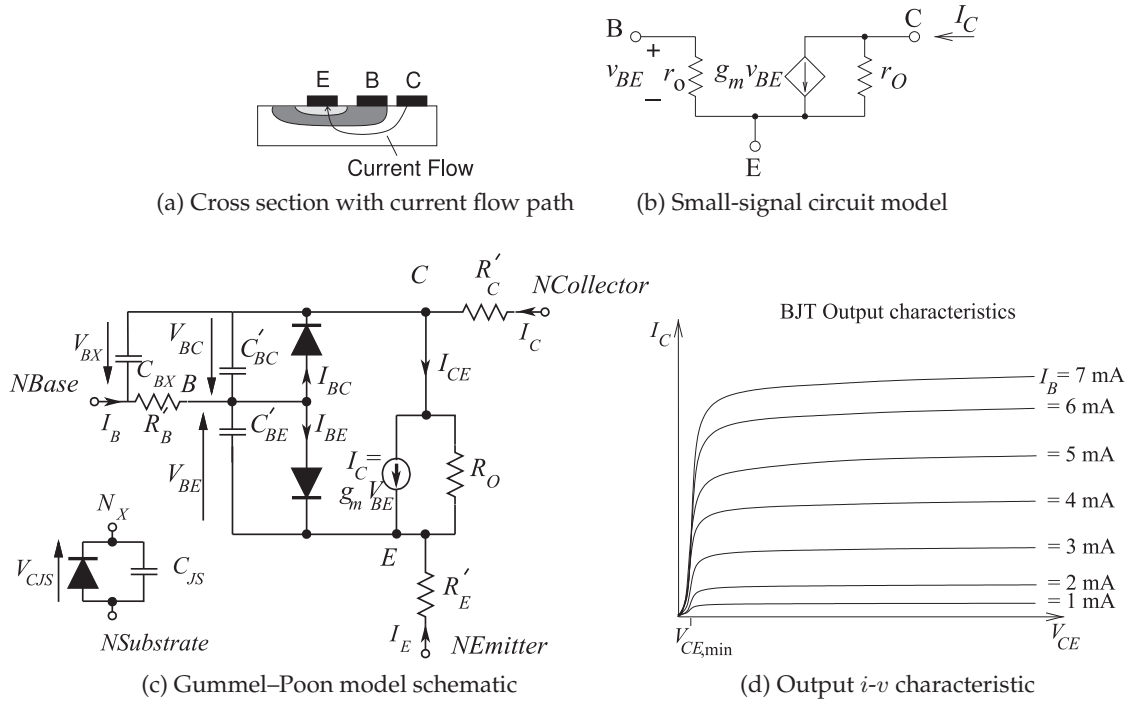 E B C
Current Flow
(a) Cross section with current flow path
B
+
v_BE
−
r_o
g_m v_BE
r_O
C
I_C
E
(b) Small-signal circuit model
C
R′_C
NCollector
I_C
V_BX
C_BX
V_BC
C′_BC
I_BC
I_CE
NBase
I_B
R′_B
B
C′_BE
I_BE
V_BE
I_C =
g_m V_BE
R_O
E
R′_E
I_E
NEmitter
N_X
V_CJS
C_JS
NSubstrate
(c) Gummel–Poon model schematic
BJT Output characteristics
I_C
I_B = 7 mA
= 6 mA
= 5 mA
= 4 mA
= 3 mA
= 2 mA
= 1 mA
V_CE,min
V_CE
(d) Output i-v characteristic